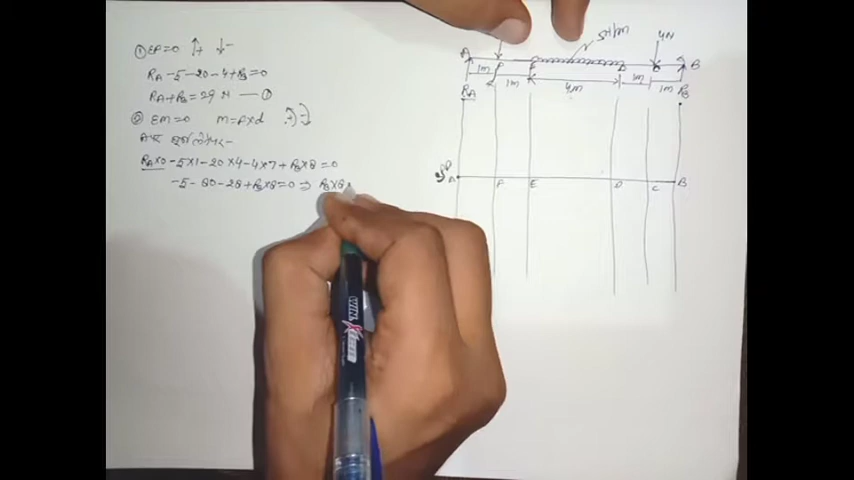 ① ΣP=0 ↑+ ↓-
RA-5-20-4+RB=0
RA+RB=29 N —①
② ΣM=0 M=P×d
RA×0-5×1-20×4-4×7+RB×8=0
-5-80-28+RB×8=0 ⇒ RB×8
5N/m
4N
A B
1m 1m 4m 1m 1m
RA RB
A F E D C B
WIN